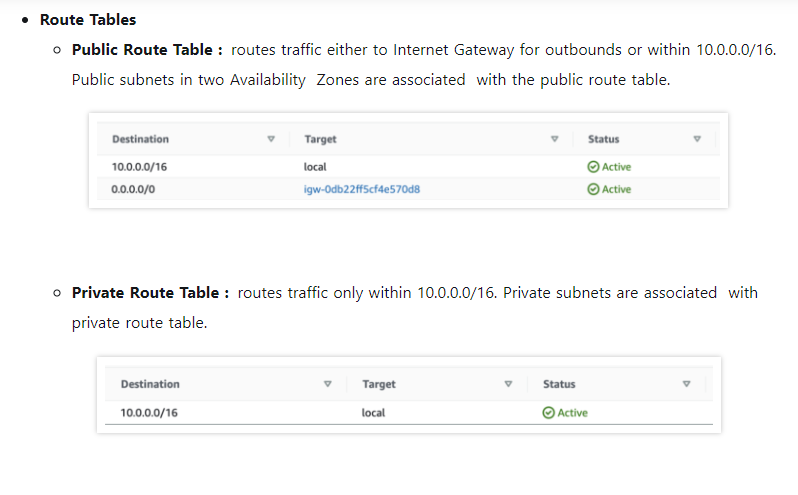 Route Tables
Public Route Table : routes traffic either to Internet Gateway for outbounds or within 10.0.0.0/16.
Public subnets in two Availability Zones are associated with the public route table.
Destination Target Status
10.0.0.0/16 local Active
0.0.0.0/0 igw-0db22ff5cf4e570d8 Active
Private Route Table : routes traffic only within 10.0.0.0/16. Private subnets are associated with
private route table.
Destination Target Status
10.0.0.0/16 local Active